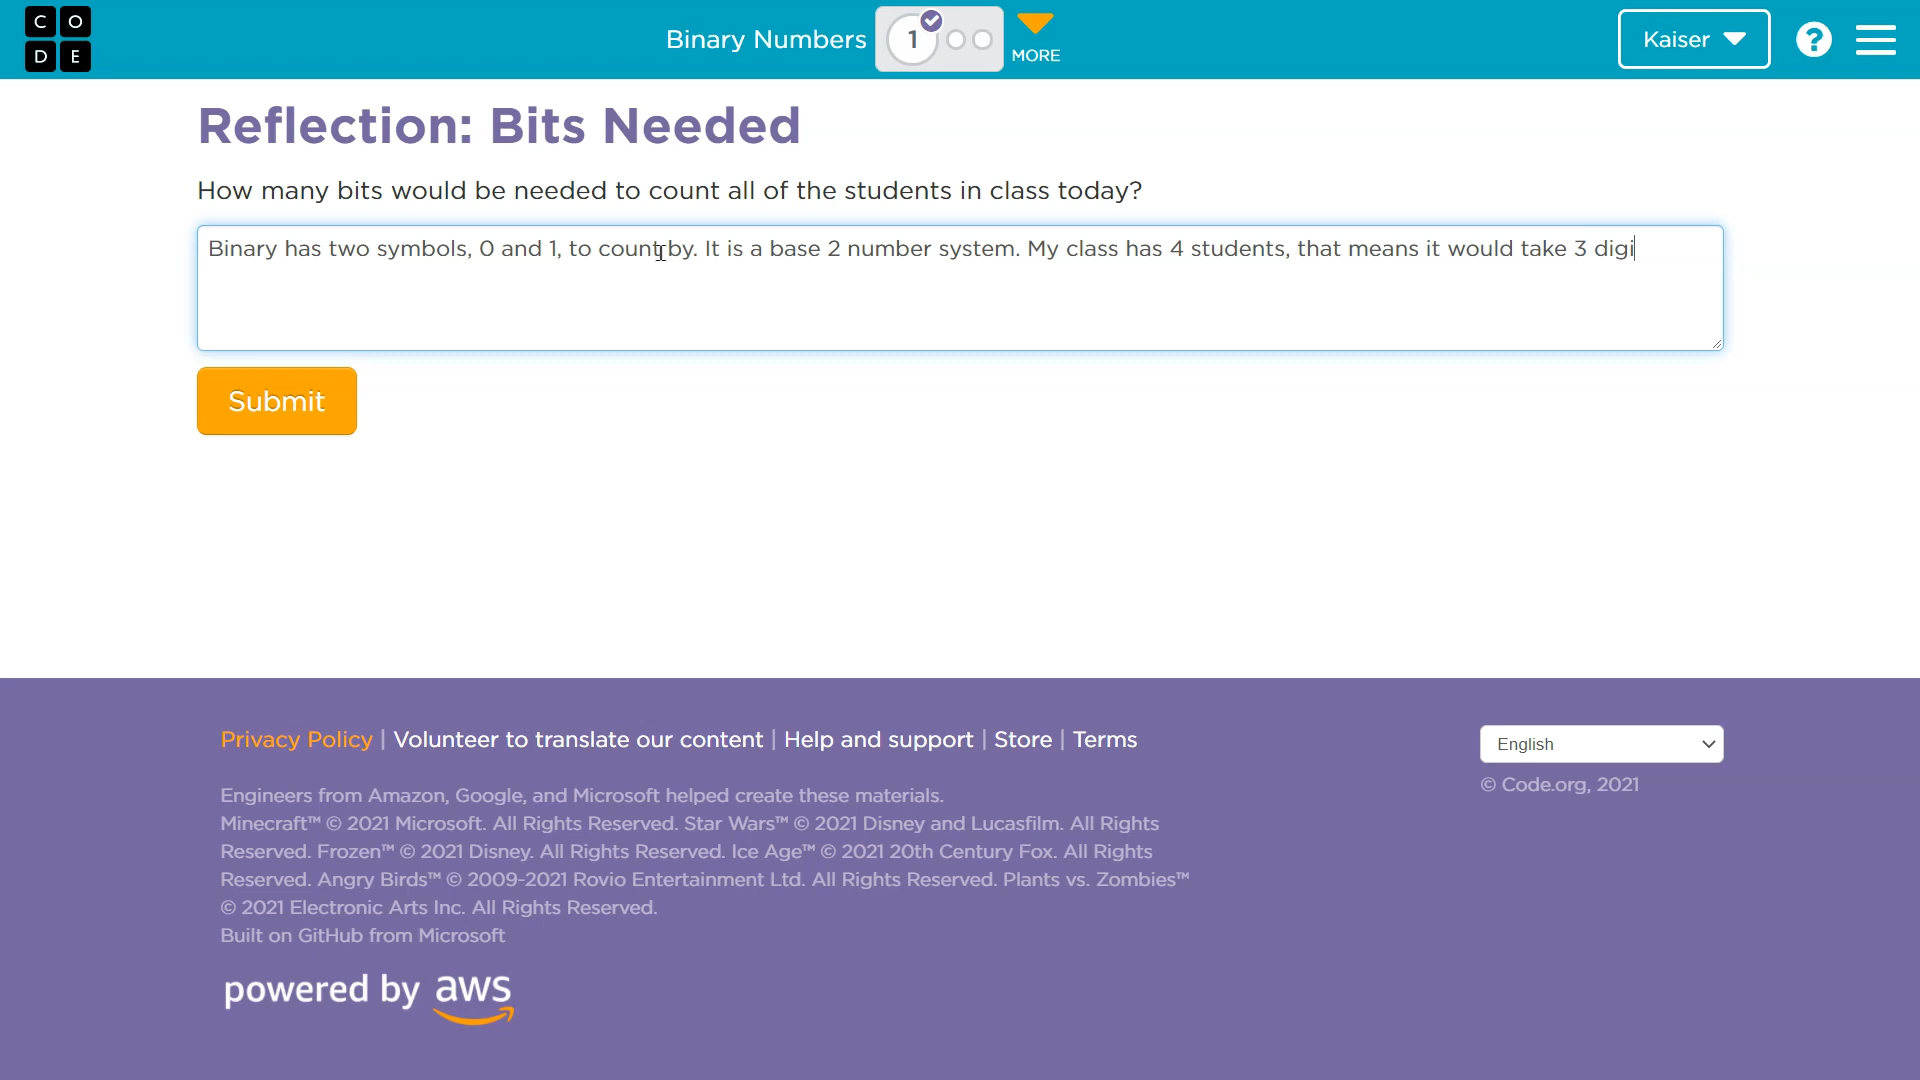 CODE
Binary Numbers
1
MORE
Kaiser
?
Reflection: Bits Needed
How many bits would be needed to count all of the students in class today?
Binary has two symbols, 0 and 1, to count by. It is a base 2 number system. My class has 4 students, that means it would take 3 digi
Submit
Privacy Policy | Volunteer to translate our content | Help and support | Store | Terms
English
© Code.org, 2021
Engineers from Amazon, Google, and Microsoft helped create these materials.
Minecraft™ © 2021 Microsoft. All Rights Reserved. Star Wars™ © 2021 Disney and Lucasfilm. All Rights
Reserved. Frozen™ © 2021 Disney. All Rights Reserved. Ice Age™ © 2021 20th Century Fox. All Rights
Reserved. Angry Birds™ © 2009-2021 Rovio Entertainment Ltd. All Rights Reserved. Plants vs. Zombies™
© 2021 Electronic Arts Inc. All Rights Reserved.
Built on GitHub from Microsoft
powered by aws